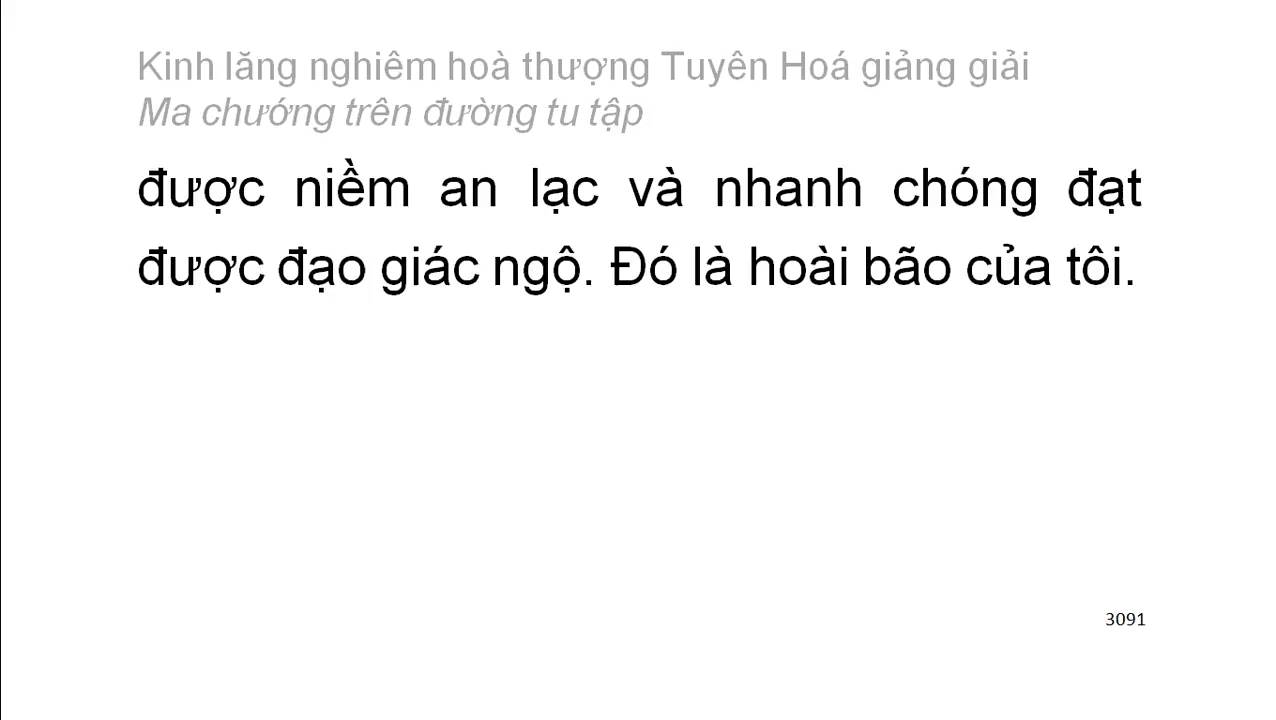 Kinh lăng nghiêm hoà thượng Tuyên Hoá giảng giải
Ma chướng trên đường tu tập
được niềm an lạc và nhanh chóng đạt
được đạo giác ngộ. Đó là hoài bão của tôi.
3091